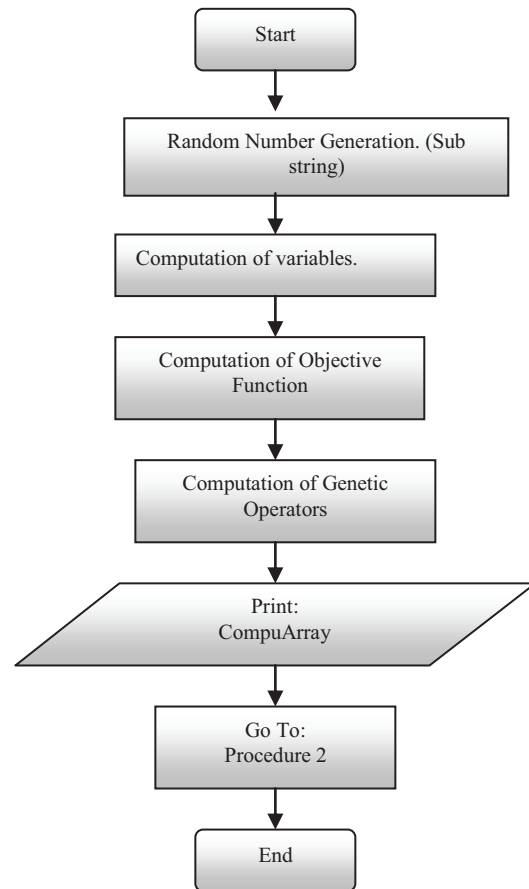 Start
Random Number Generation. (Sub
string)
Computation of variables.
Computation of Objective
Function
Computation of Genetic
Operators
Print:
CompuArray
Go To:
Procedure 2
End